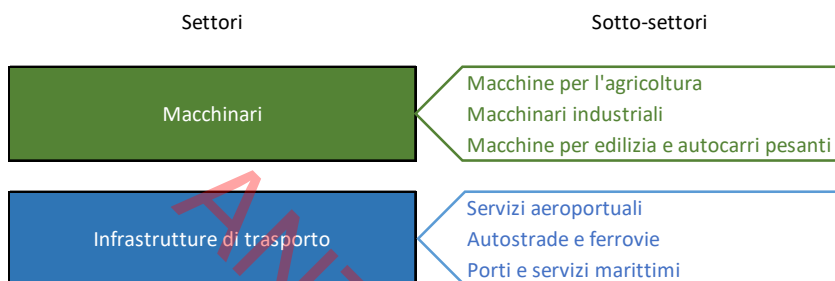 Settori
Sotto-settori
Macchinari
Macchine per l'agricoltura
Macchinari industriali
Macchine per edilizia e autocarri pesanti
Infrastrutture di trasporto
Servizi aeroportuali
Autostrade e ferrovie
Porti e servizi marittimi